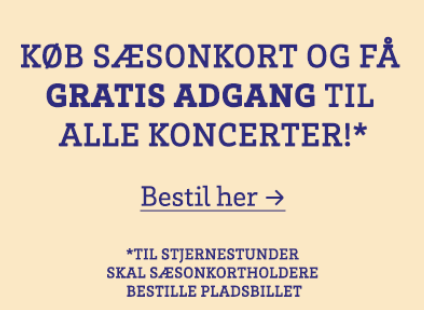 KØB SÆSONKORT OG FÅ
GRATIS ADGANG TIL
ALLE KONCERTER!*
Bestil her →
*TIL STJERNESTUNDER
SKAL SÆSONKORTHOLDERE
BESTILLE PLADSBILLET